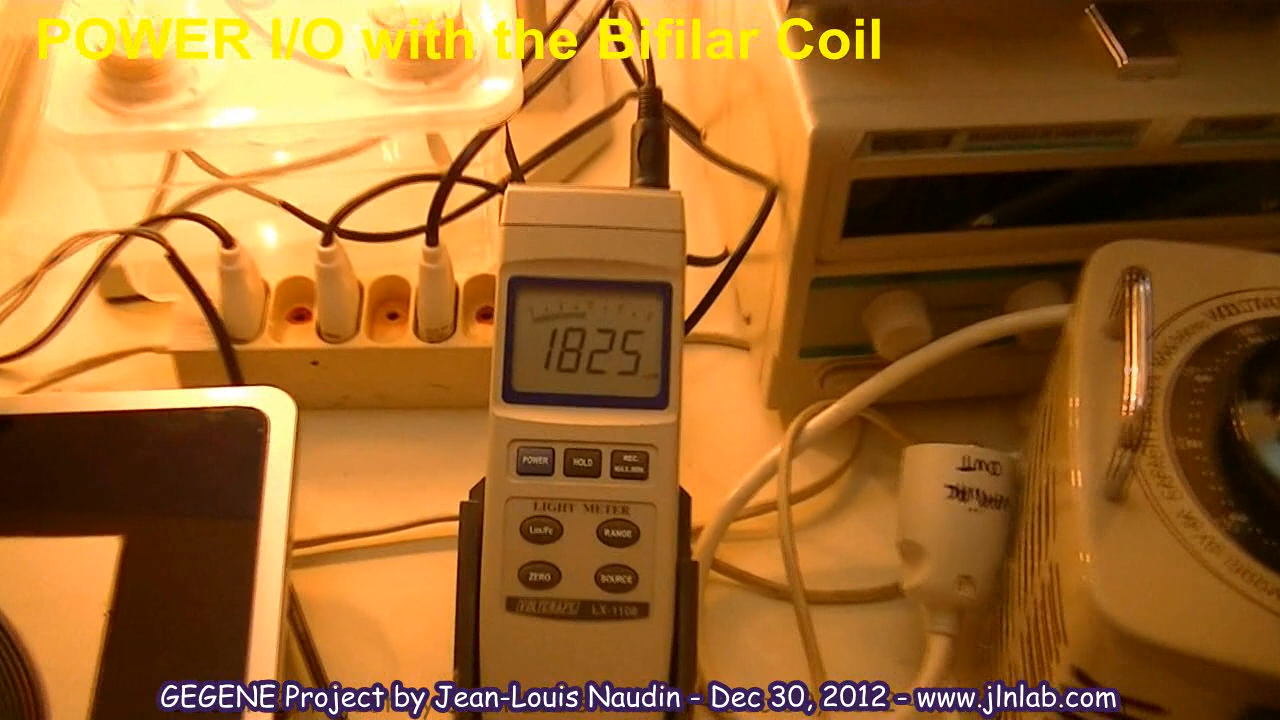 POWER I/O with the Bifilar Coil
1825
POWER
HOLD
REC.
MAX. MIN.
LIGHT METER
Lux/Fc
RANGE
ZERO
SOURCE
VOLTCRAFT LX-1108
GEGENE Project by Jean-Louis Naudin - Dec 30, 2012 - www.jlnlab.com